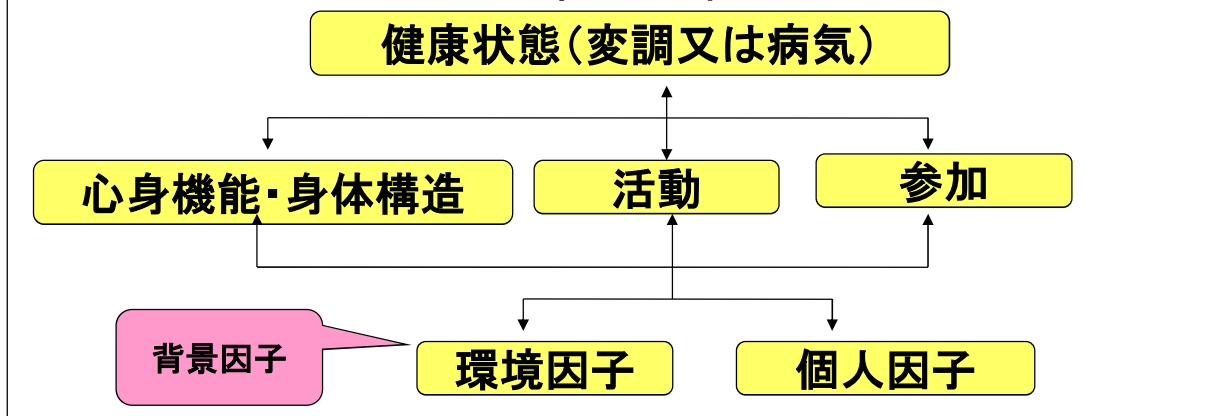 健康状態(変調又は病気)
心身機能・身体構造
活動
参加
背景因子
環境因子
個人因子